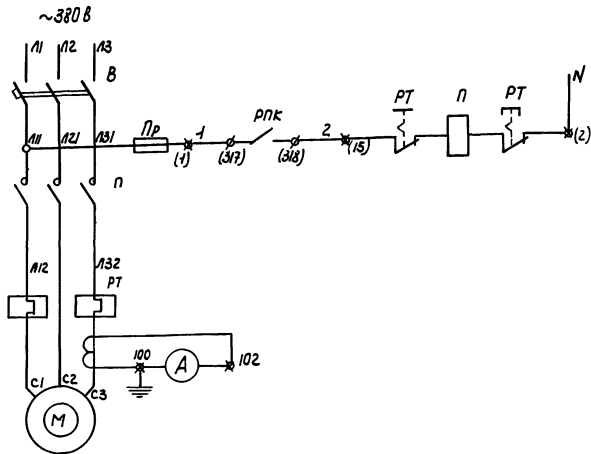 ~380 В
Л1 Л2 Л3
В
РТ П РТ N
Л11 Л21 Л31 Пр 1 РПК 2
(1) (317) (318) (15) (2)
П
Л12 Л32
РТ
100 А 102
С1 С2 С3
М